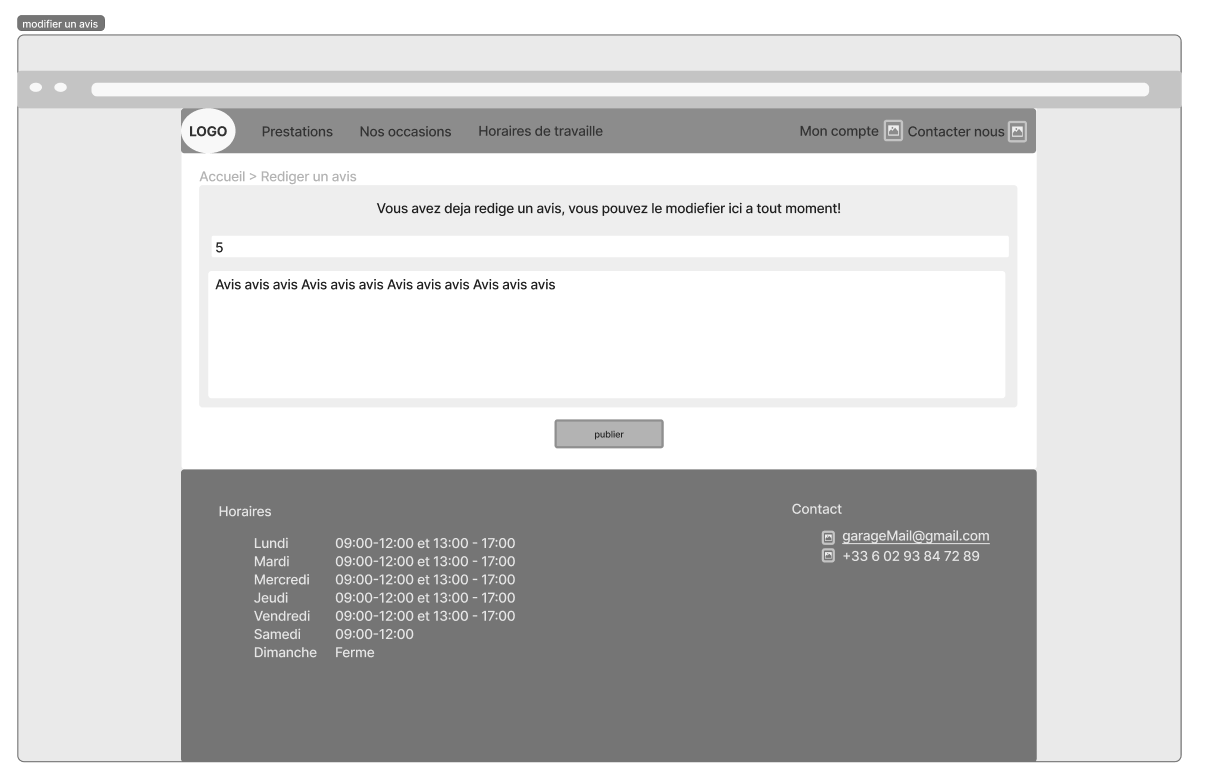 modifier un avis
LOGO Prestations Nos occasions Horaires de travaille Mon compte Contacter nous
Accueil > Rediger un avis
Vous avez deja redige un avis, vous pouvez le modiefier ici a tout moment!
5
Avis avis avis Avis avis avis Avis avis avis Avis avis avis
publier
Horaires
Lundi 09:00-12:00 et 13:00 - 17:00
Mardi 09:00-12:00 et 13:00 - 17:00
Mercredi 09:00-12:00 et 13:00 - 17:00
Jeudi 09:00-12:00 et 13:00 - 17:00
Vendredi 09:00-12:00 et 13:00 - 17:00
Samedi 09:00-12:00
Dimanche Ferme
Contact
garageMail@gmail.com
+33 6 02 93 84 72 89